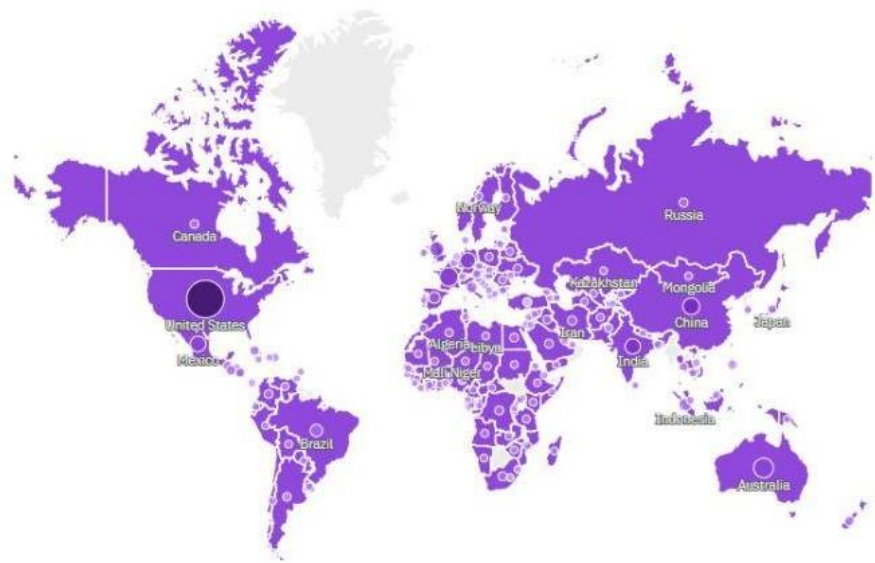 Norway
Russia
Canada
Kazakhstan
Mongolia
United States
China
Japan
Iran
Algeria
Libya
Mexico
India
Mali
Niger
Indonesia
Brazil
Australia